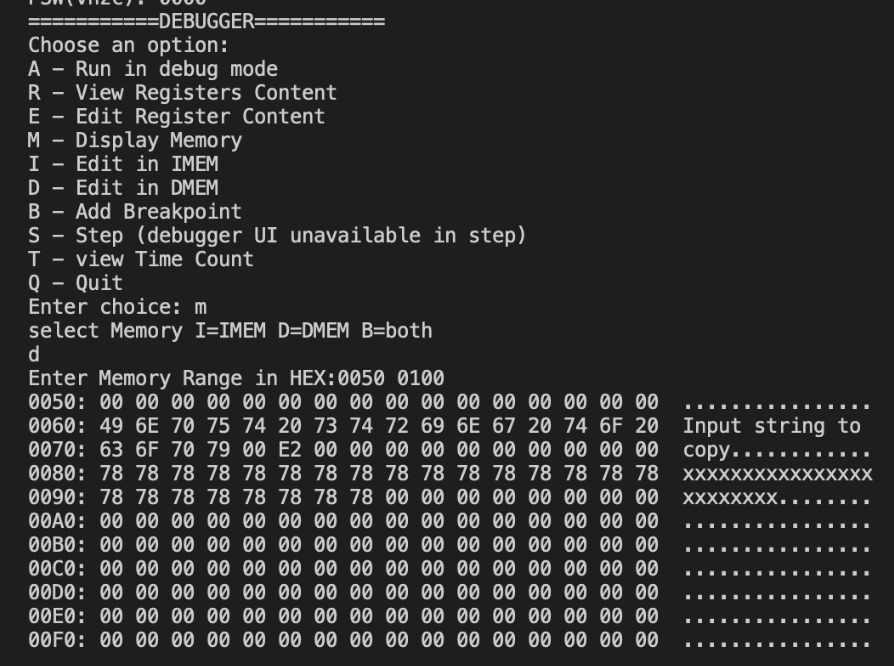 PSW(vnzc): 0000
===========DEBUGGER===========
Choose an option:
A – Run in debug mode
R – View Registers Content
E – Edit Register Content
M – Display Memory
I – Edit in IMEM
D – Edit in DMEM
B – Add Breakpoint
S – Step (debugger UI unavailable in step)
T – view Time Count
Q – Quit
Enter choice: m
select Memory I=IMEM D=DMEM B=both
d
Enter Memory Range in HEX:0050 0100
0050: 00 00 00 00 00 00 00 00 00 00 00 00 00 00 00 00  ................
0060: 49 6E 70 75 74 20 73 74 72 69 6E 67 20 74 6F 20  Input string to
0070: 63 6F 70 79 00 E2 00 00 00 00 00 00 00 00 00 00  copy............
0080: 78 78 78 78 78 78 78 78 78 78 78 78 78 78 78 78  xxxxxxxxxxxxxxxx
0090: 78 78 78 78 78 78 78 78 00 00 00 00 00 00 00 00  xxxxxxxx........
00A0: 00 00 00 00 00 00 00 00 00 00 00 00 00 00 00 00  ................
00B0: 00 00 00 00 00 00 00 00 00 00 00 00 00 00 00 00  ................
00C0: 00 00 00 00 00 00 00 00 00 00 00 00 00 00 00 00  ................
00D0: 00 00 00 00 00 00 00 00 00 00 00 00 00 00 00 00  ................
00E0: 00 00 00 00 00 00 00 00 00 00 00 00 00 00 00 00  ................
00F0: 00 00 00 00 00 00 00 00 00 00 00 00 00 00 00 00  ................